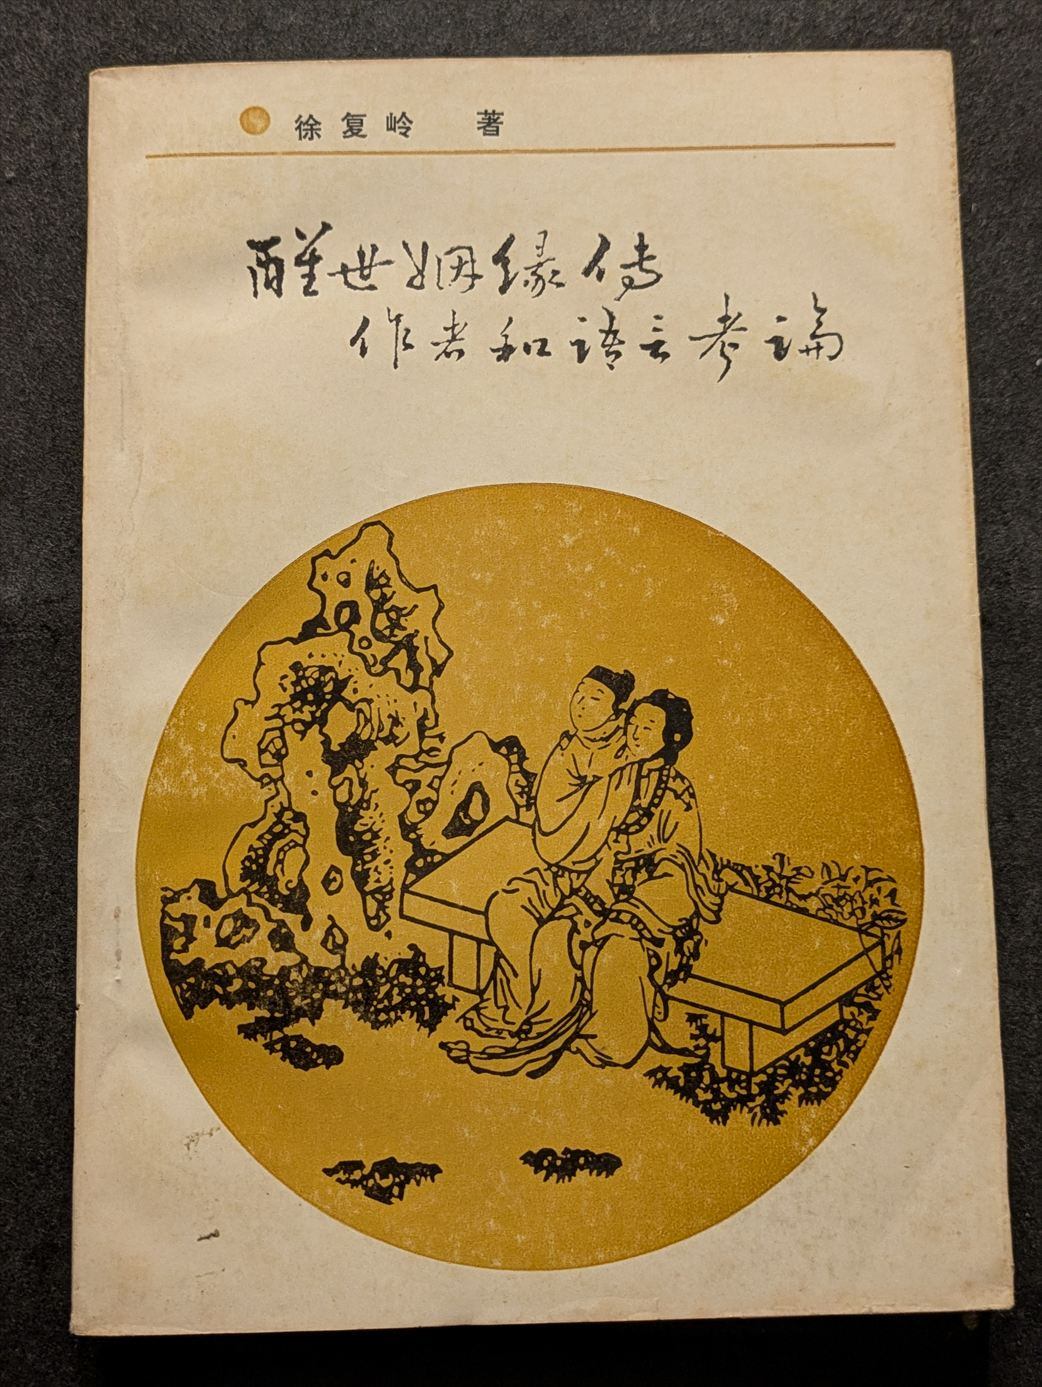 徐复岭 著
醒世姻缘传
作者和语言考论